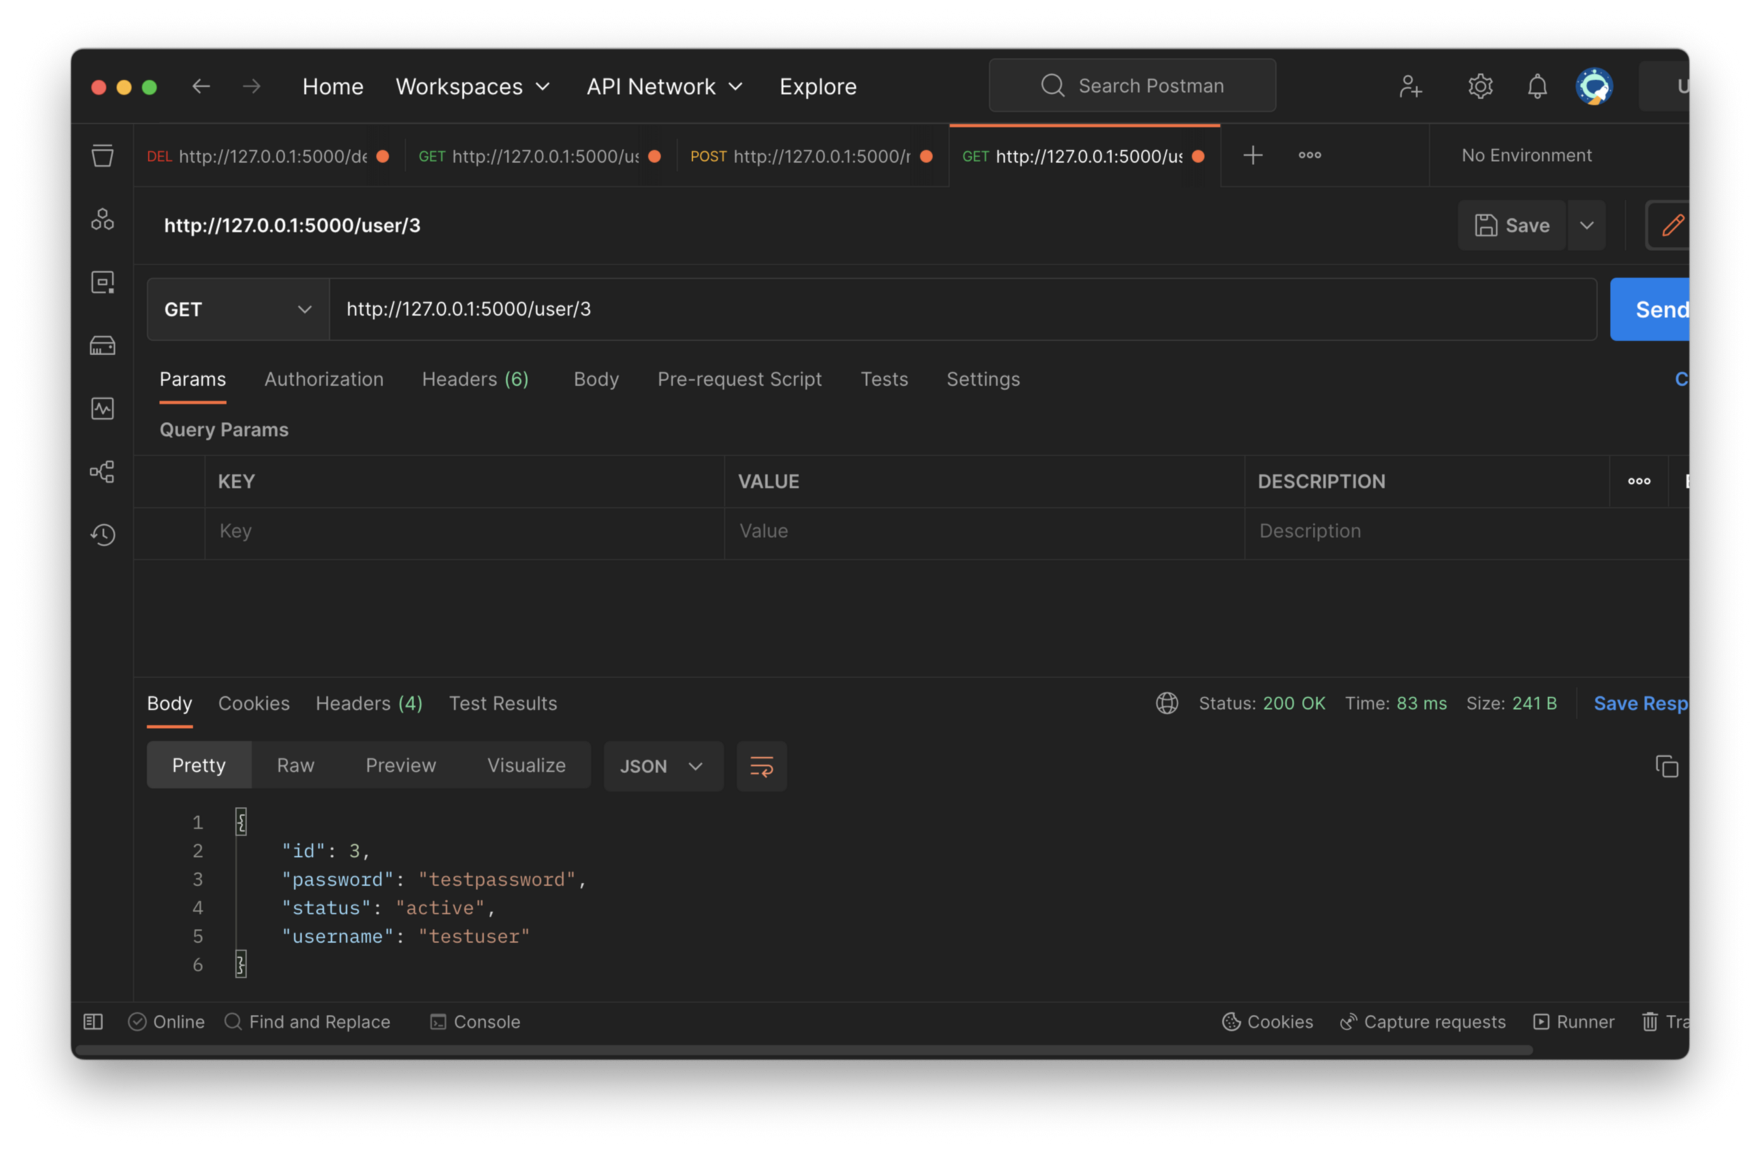 Home Workspaces API Network Explore Search Postman
DEL http://127.0.0.1:5000/de GET http://127.0.0.1:5000/us POST http://127.0.0.1:5000/r GET http://127.0.0.1:5000/us No Environment
http://127.0.0.1:5000/user/3 Save
GET http://127.0.0.1:5000/user/3 Send
Params Authorization Headers (6) Body Pre-request Script Tests Settings C
Query Params
KEY VALUE DESCRIPTION
Key Value Description
Body Cookies Headers (4) Test Results Status: 200 OK Time: 83 ms Size: 241 B Save Resp
Pretty Raw Preview Visualize JSON
1 {
2 "id": 3,
3 "password": "testpassword",
4 "status": "active",
5 "username": "testuser"
6 }
Online Find and Replace Console Cookies Capture requests Runner Tra